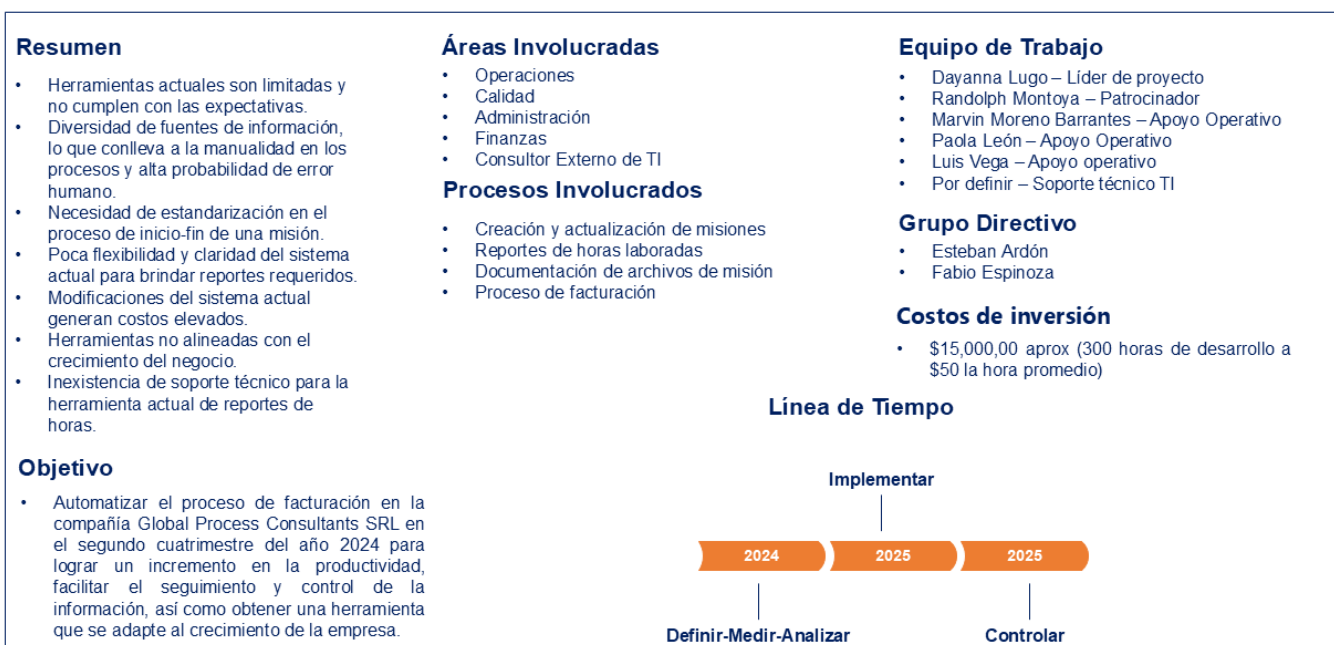 Resumen
• Herramientas actuales son limitadas y
no cumplen con las expectativas.
• Diversidad de fuentes de información,
lo que conlleva a la manualidad en los
procesos y alta probabilidad de error
humano.
• Necesidad de estandarización en el
proceso de inicio-fin de una misión.
• Poca flexibilidad y claridad del sistema
actual para brindar reportes requeridos.
• Modificaciones del sistema actual
generan costos elevados.
• Herramientas no alineadas con el
crecimiento del negocio.
• Inexistencia de soporte técnico para la
herramienta actual de reportes de
horas.
Objetivo
• Automatizar el proceso de facturación en la
compañía Global Process Consultants SRL en
el segundo cuatrimestre del año 2024 para
lograr un incremento en la productividad,
facilitar el seguimiento y control de la
información, así como obtener una herramienta
que se adapte al crecimiento de la empresa.
Áreas Involucradas
• Operaciones
• Calidad
• Administración
• Finanzas
• Consultor Externo de TI
Procesos Involucrados
• Creación y actualización de misiones
• Reportes de horas laboradas
• Documentación de archivos de misión
• Proceso de facturación
Equipo de Trabajo
• Dayanna Lugo – Líder de proyecto
• Randolph Montoya – Patrocinador
• Marvin Moreno Barrantes – Apoyo Operativo
• Paola León – Apoyo Operativo
• Luis Vega – Apoyo operativo
• Por definir – Soporte técnico TI
Grupo Directivo
• Esteban Ardón
• Fabio Espinoza
Costos de inversión
• $15,000,00 aprox (300 horas de desarrollo a
$50 la hora promedio)
Línea de Tiempo
Implementar
2024 2025 2025
Definir-Medir-Analizar Controlar